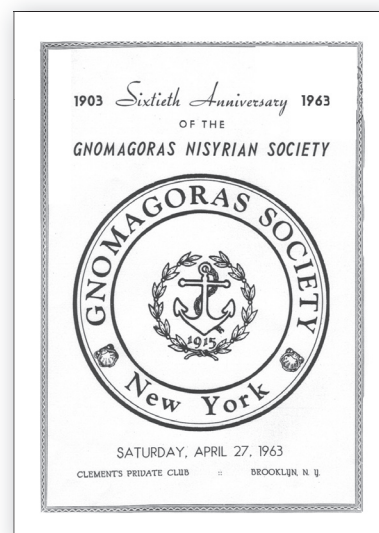 1903 Sixtieth Anniversary 1963
OF THE
GNOMAGORAS NISYRIAN SOCIETY
GNOMAGORAS SOCIETY
1915
New York
SATURDAY, APRIL 27, 1963
CLEMENT'S PRIVATE CLUB :: BROOKLYN, N. Y.